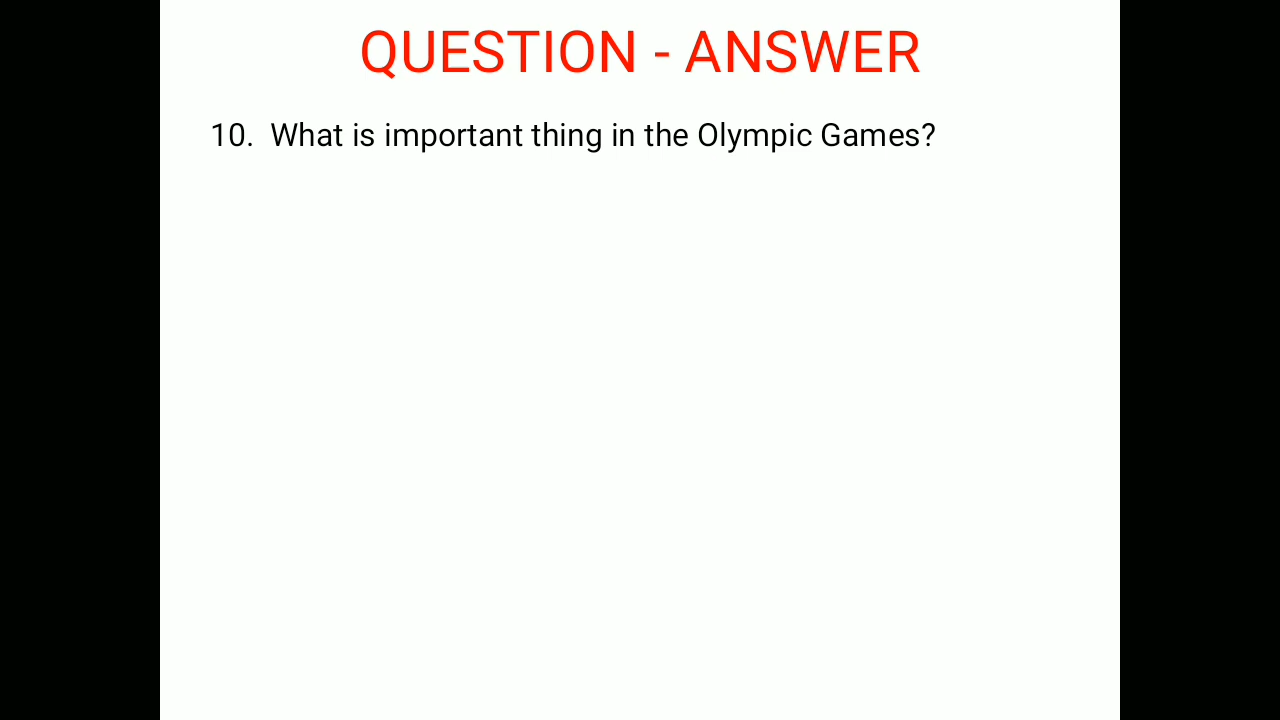 QUESTION - ANSWER
10. What is important thing in the Olympic Games?